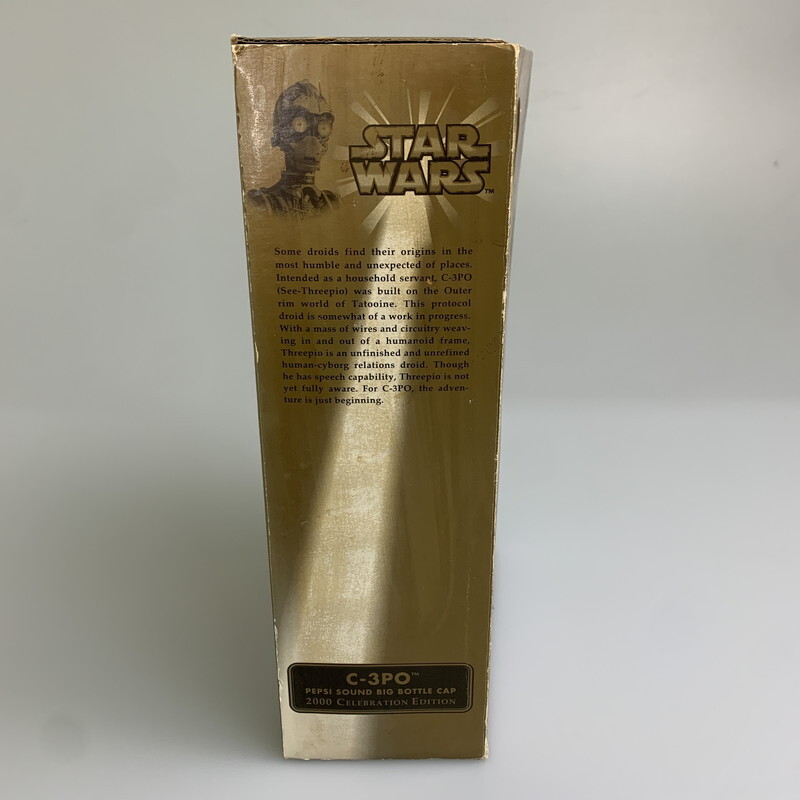 STAR
WARS™
Some droids find their origins in the
most humble and unexpected of places.
Intended as a household servant, C-3PO
(See-Threepio) was built on the Outer
rim world of Tatooine. This protocol
droid is somewhat of a work in progress.
With a mass of wires and circuitry weav-
ing in and out of a humanoid frame,
Threepio is an unfinished and unrefined
human-cyborg relations droid. Though
he has speech capability, Threepio is not
yet fully aware. For C-3PO, the adven-
ture is just beginning.
C-3PO™
PEPSI SOUND BIG BOTTLE CAP
2000 CELEBRATION EDITION